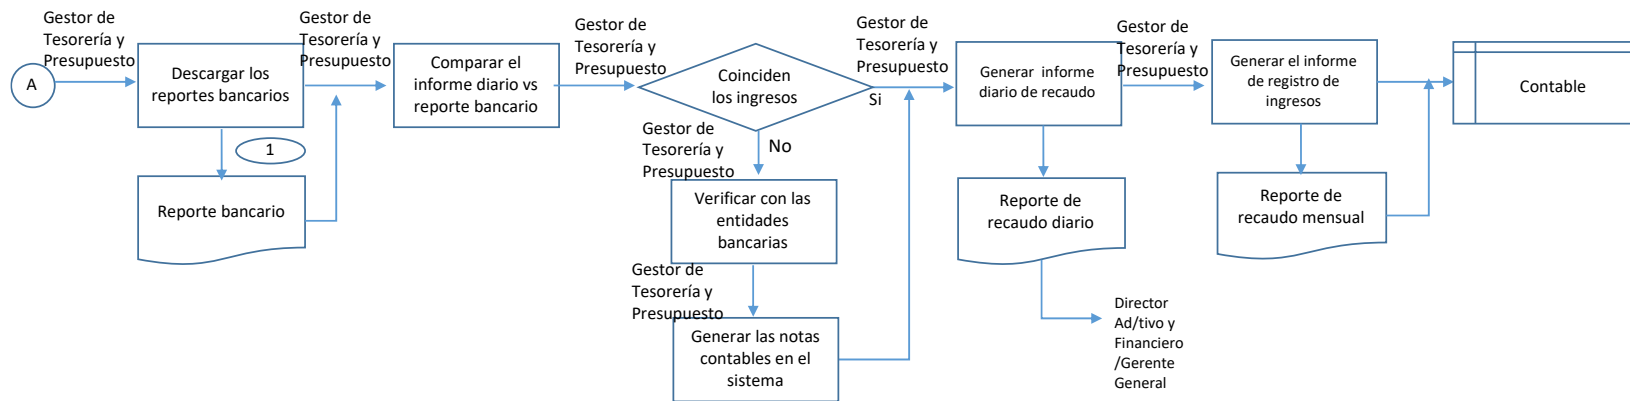 A
Gestor de
Tesorería y
Presupuesto
Descargar los
reportes bancarios
1
Reporte bancario
Gestor de
Tesorería y
Presupuesto
Comparar el
informe diario vs
reporte bancario
Gestor de
Tesorería y
Presupuesto
Coinciden
los ingresos
Si
No
Gestor de
Tesorería y
Presupuesto
Verificar con las
entidades
bancarias
Gestor de
Tesorería y
Presupuesto
Generar las notas
contables en el
sistema
Gestor de
Tesorería y
Presupuesto
Generar informe
diario de recaudo
Reporte de
recaudo diario
Director
Ad/tivo y
Financiero
/Gerente
General
Gestor de
Tesorería y
Presupuesto
Generar el informe
de registro de
ingresos
Reporte de
recaudo mensual
Contable